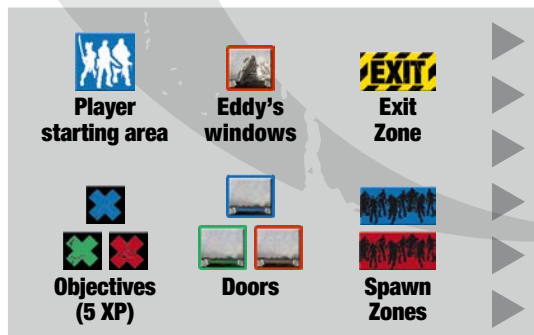 EXIT
Player
starting area
Eddy's
windows
Exit
Zone
Objectives
(5 XP)
Doors
Spawn
Zones